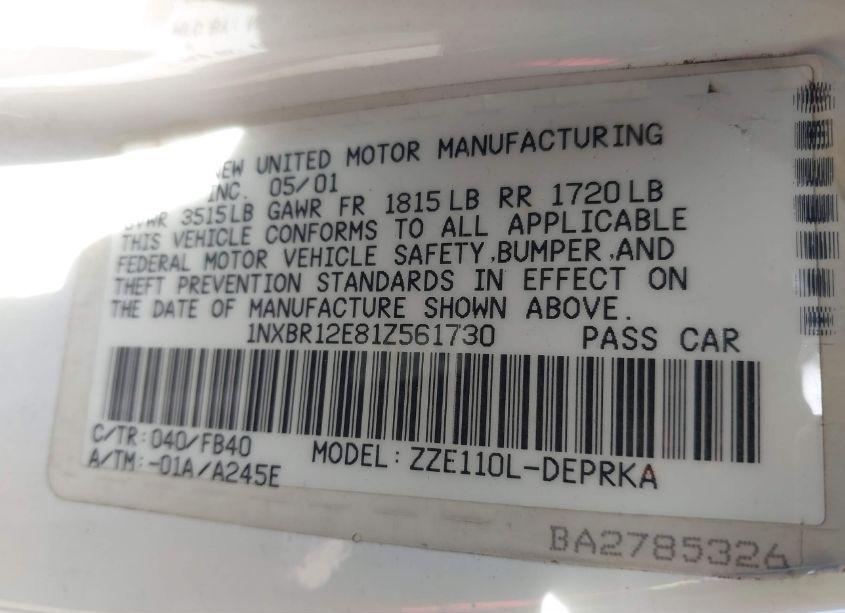 NEW UNITED MOTOR MANUFACTURING
INC. 05/01
GVWR 3515LB GAWR FR 1815 LB RR 1720 LB
THIS VEHICLE CONFORMS TO ALL APPLICABLE
FEDERAL MOTOR VEHICLE SAFETY,BUMPER,AND
THEFT PREVENTION STANDARDS IN EFFECT ON
THE DATE OF MANUFACTURE SHOWN ABOVE.
1NXBR12E81Z561730 PASS CAR
C/TR:040/FB40 MODEL:ZZE110L-DEPRKA
A/TM:-01A/A245E
BA2785326